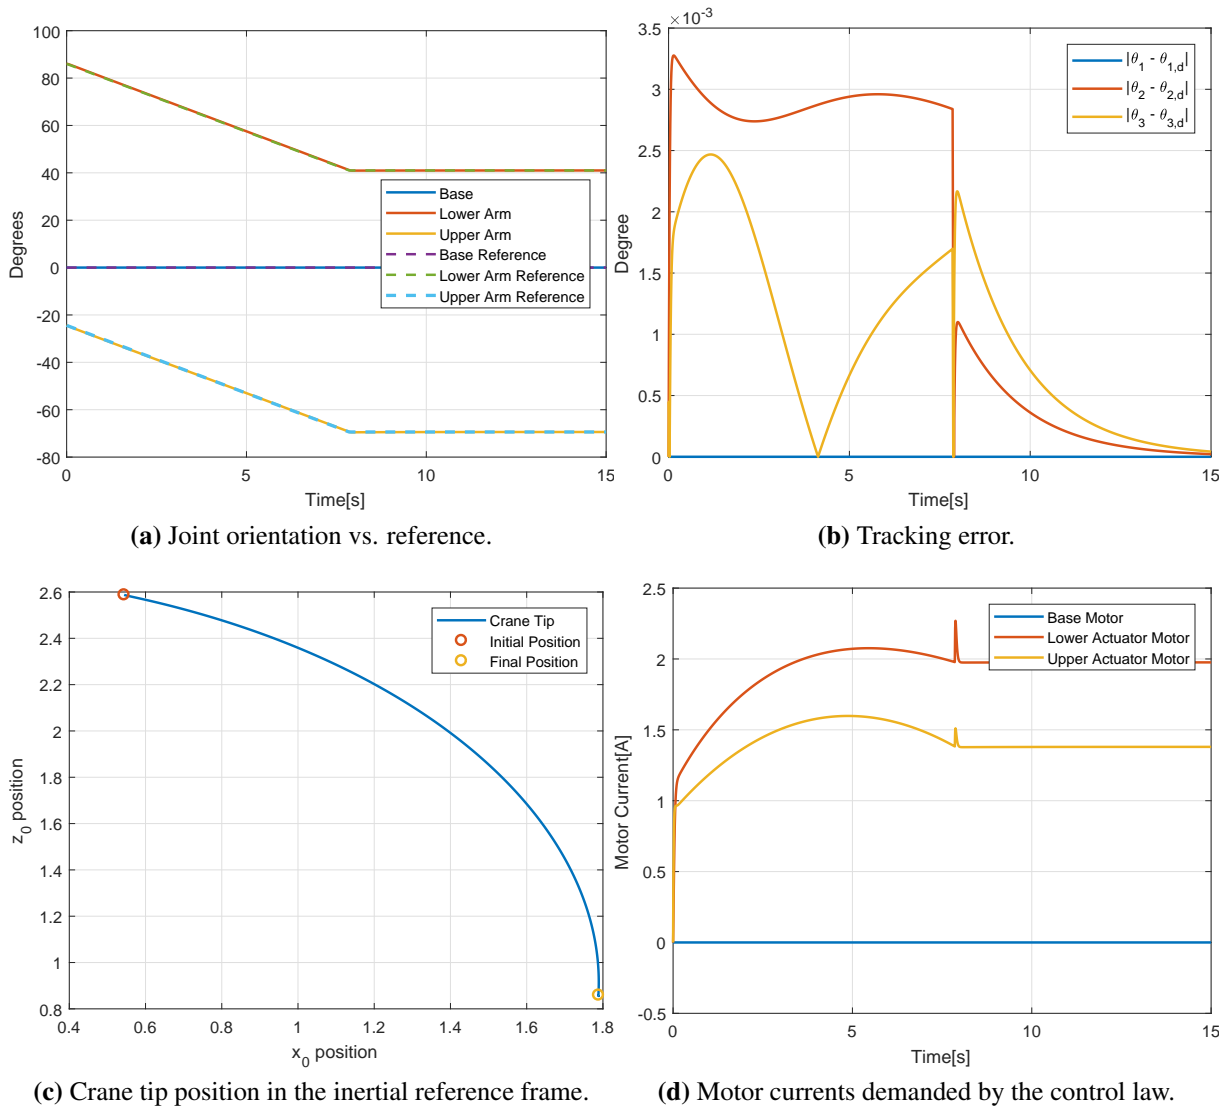 100
80
60
40
20
0
-20
-40
-60
-80
0
5
10
15
Degrees
Time[s]
Base
Lower Arm
Upper Arm
Base Reference
Lower Arm Reference
Upper Arm Reference
(a) Joint orientation vs. reference.
×10⁻³
3.5
3
2.5
2
1.5
1
0.5
0
0
5
10
15
Degree
Time[s]
|θ₁ - θ₁,d|
|θ₂ - θ₂,d|
|θ₃ - θ₃,d|
(b) Tracking error.
2.6
2.4
2.2
2
1.8
1.6
1.4
1.2
1
0.8
0.4
0.6
0.8
1
1.2
1.4
1.6
1.8
z₀ position
x₀ position
Crane Tip
Initial Position
Final Position
(c) Crane tip position in the inertial reference frame.
2.5
2
1.5
1
0.5
0
-0.5
0
5
10
15
Motor Current[A]
Time[s]
Base Motor
Lower Actuator Motor
Upper Actuator Motor
(d) Motor currents demanded by the control law.